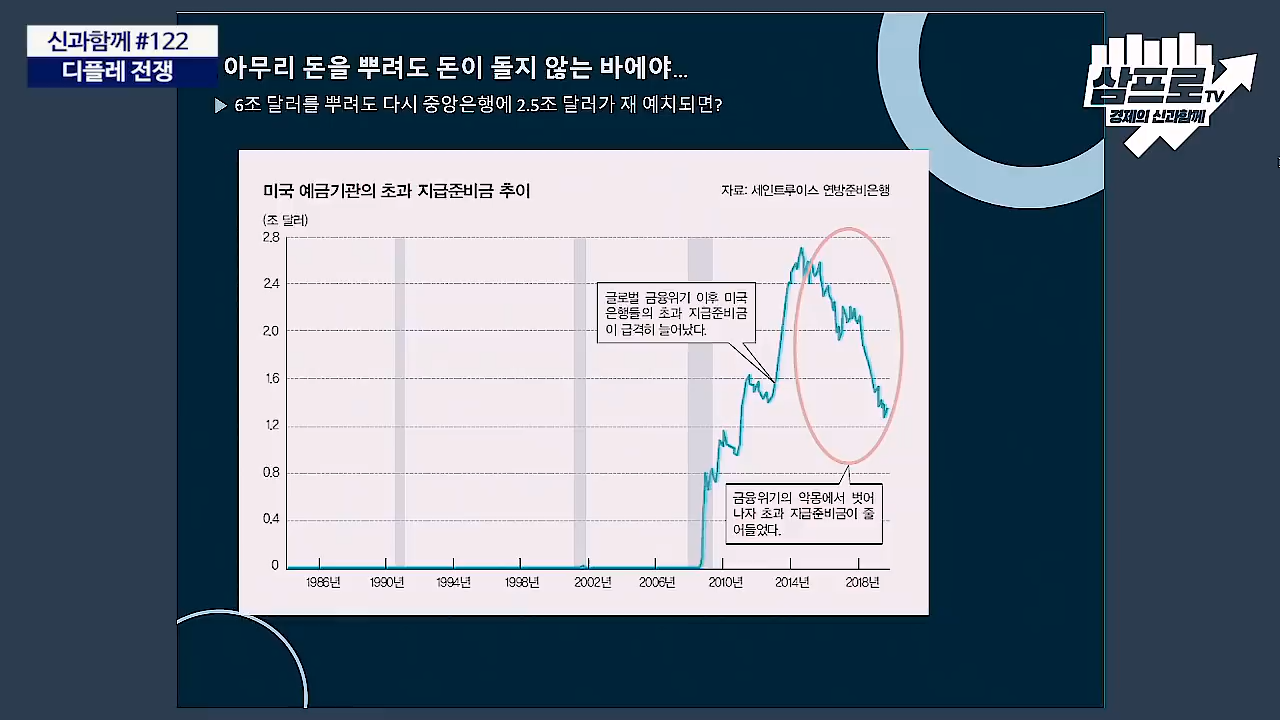 신과함께 #122
디플레 전쟁
삼프로TV
경제의 신과함께
아무리 돈을 뿌려도 돈이 돌지 않는 바에야...
▶ 6조 달러를 뿌려도 다시 중앙은행에 2.5조 달러가 재 예치되면?
미국 예금기관의 초과 지급준비금 추이
자료: 세인트루이스 연방준비은행
(조 달러)
2.8
2.4
2.0
1.6
1.2
0.8
0.4
0
글로벌 금융위기 이후 미국
은행들의 초과 지급준비금
이 급격히 늘어났다.
금융위기의 악몽에서 벗어
나자 초과 지급준비금이 줄
어들었다.
1986년 1990년 1994년 1998년 2002년 2006년 2010년 2014년 2018년